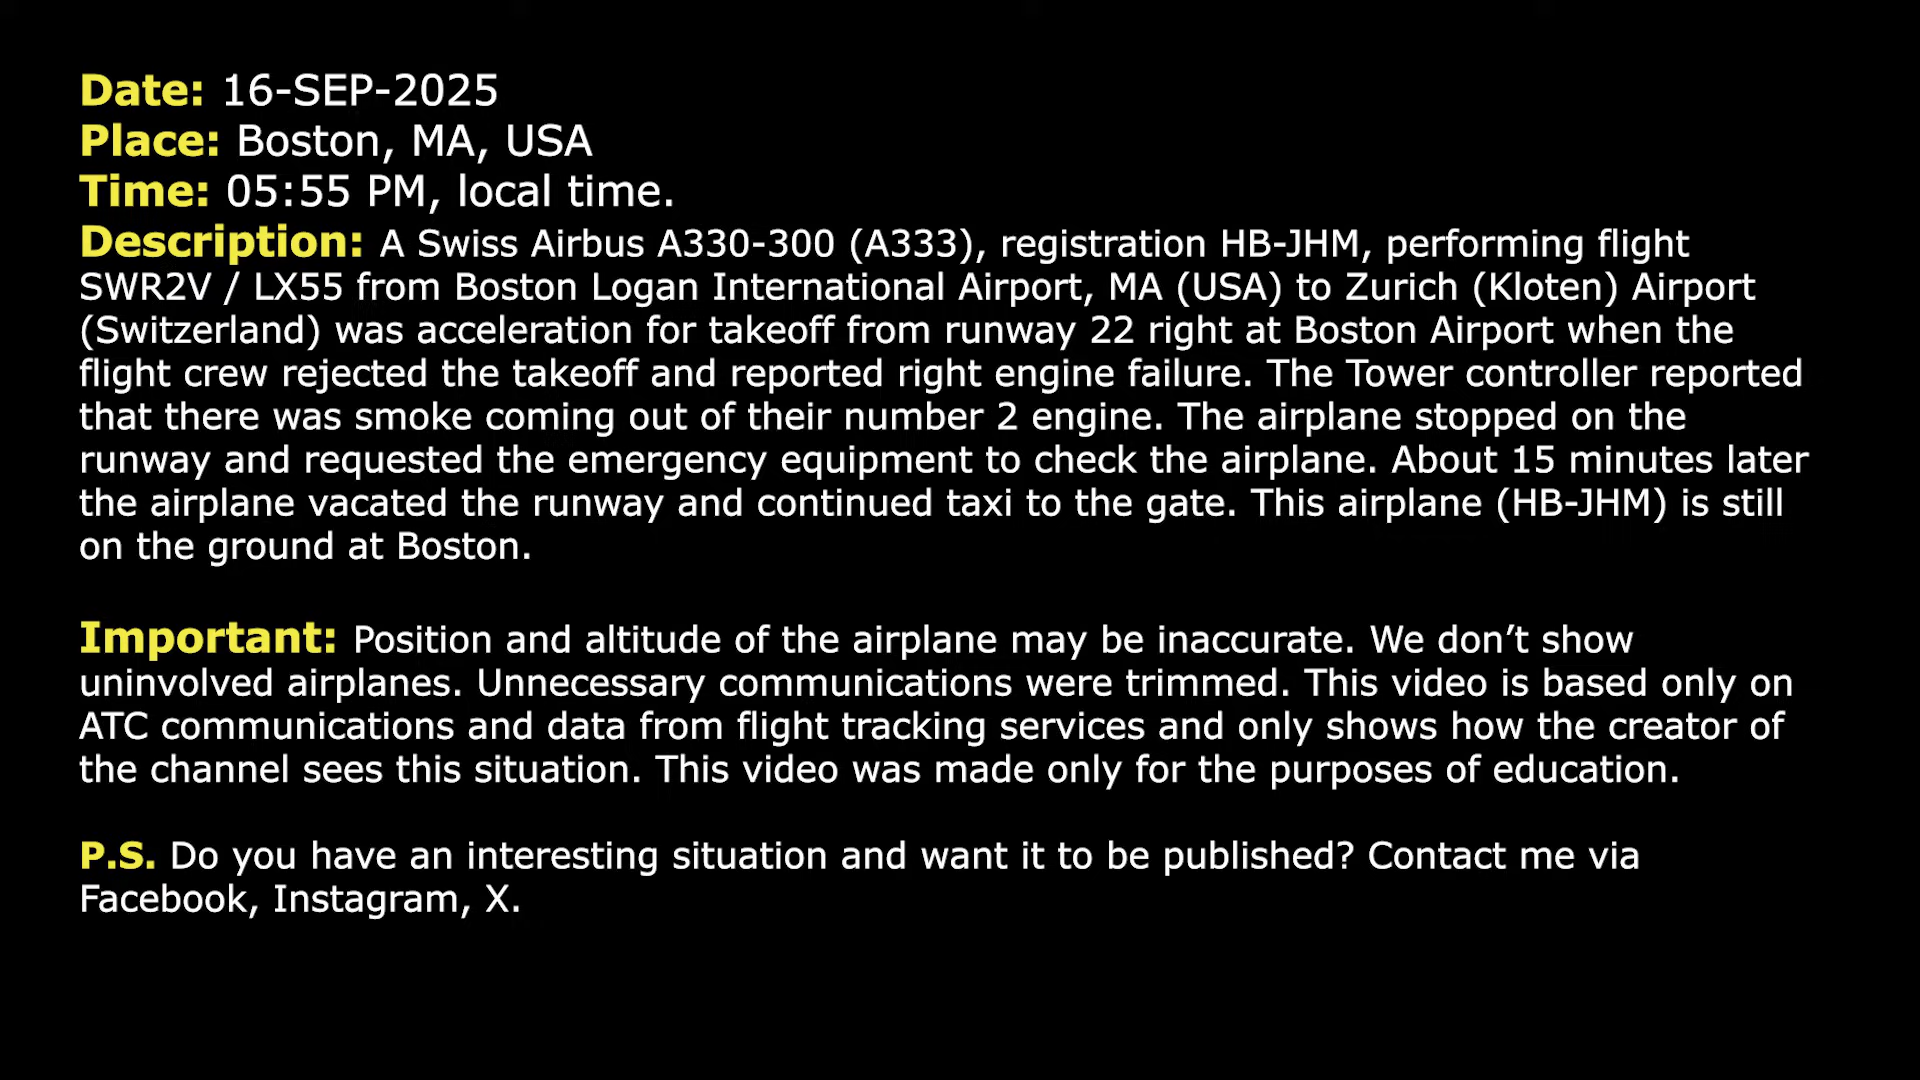 Date: 16-SEP-2025
Place: Boston, MA, USA
Time: 05:55 PM, local time.
Description: A Swiss Airbus A330-300 (A333), registration HB-JHM, performing flight
SWR2V / LX55 from Boston Logan International Airport, MA (USA) to Zurich (Kloten) Airport
(Switzerland) was acceleration for takeoff from runway 22 right at Boston Airport when the
flight crew rejected the takeoff and reported right engine failure. The Tower controller reported
that there was smoke coming out of their number 2 engine. The airplane stopped on the
runway and requested the emergency equipment to check the airplane. About 15 minutes later
the airplane vacated the runway and continued taxi to the gate. This airplane (HB-JHM) is still
on the ground at Boston.
Important: Position and altitude of the airplane may be inaccurate. We don’t show
uninvolved airplanes. Unnecessary communications were trimmed. This video is based only on
ATC communications and data from flight tracking services and only shows how the creator of
the channel sees this situation. This video was made only for the purposes of education.
P.S. Do you have an interesting situation and want it to be published? Contact me via
Facebook, Instagram, X.